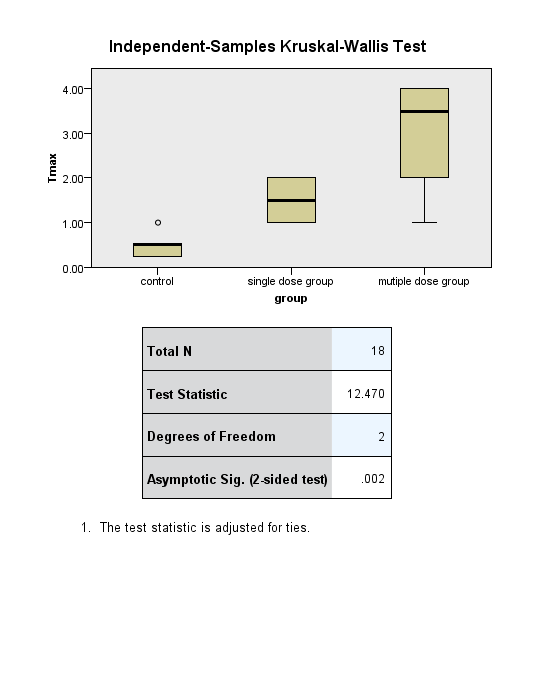 Independent-Samples Kruskal-Wallis Test
4.00
3.00
2.00
1.00
0.00
Tmax
control single dose group mutiple dose group
group
Total N 18
Test Statistic 12.470
Degrees of Freedom 2
Asymptotic Sig. (2-sided test) .002
1. The test statistic is adjusted for ties.